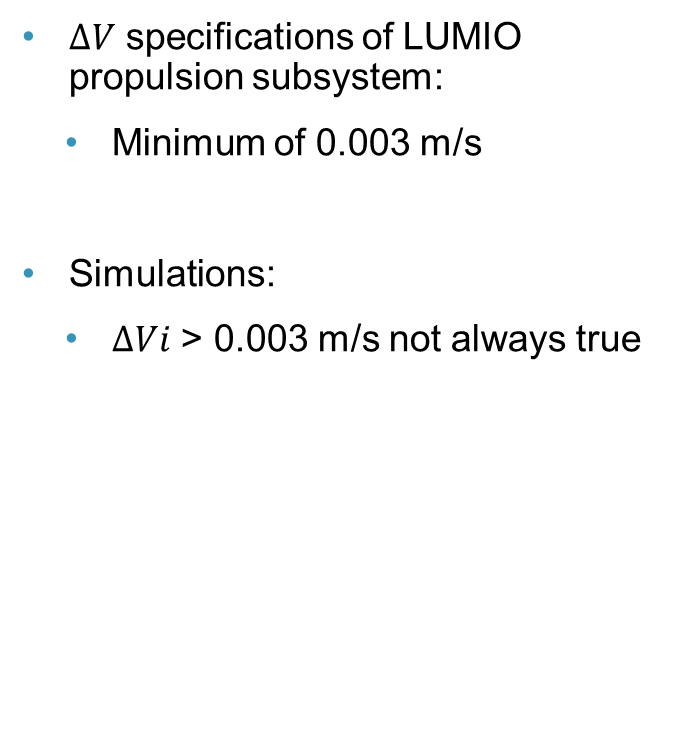 • ΔV specifications of LUMIO
propulsion subsystem:
• Minimum of 0.003 m/s
• Simulations:
• ΔVi > 0.003 m/s not always true